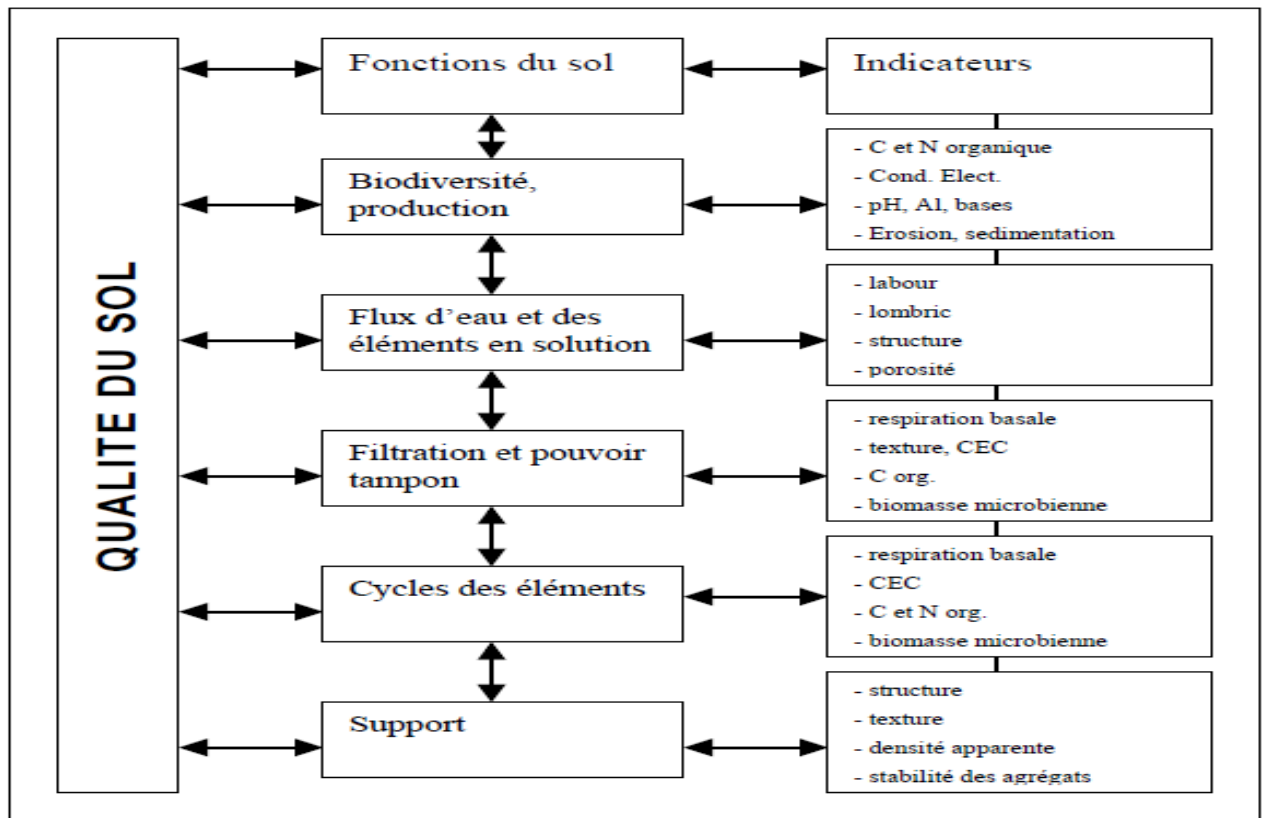 QUALITE DU SOL
Fonctions du sol
Indicateurs
Biodiversité,
production
- C et N organique
- Cond. Elect.
- pH, Al, bases
- Erosion, sedimentation
Flux d'eau et des
éléments en solution
- labour
- lombric
- structure
- porosité
Filtration et pouvoir
tampon
- respiration basale
- texture, CEC
- C org.
- biomasse microbienne
Cycles des éléments
- respiration basale
- CEC
- C et N org.
- biomasse microbienne
Support
- structure
- texture
- densité apparente
- stabilité des agrégats